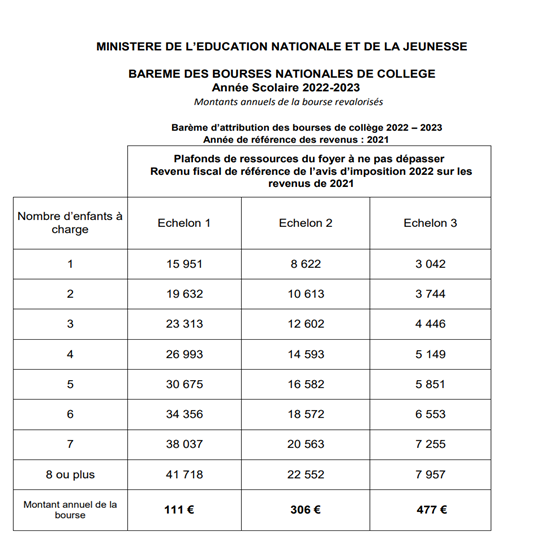 MINISTERE DE L’EDUCATION NATIONALE ET DE LA JEUNESSE
BAREME DES BOURSES NATIONALES DE COLLEGE
Année Scolaire 2022-2023
Montants annuels de la bourse revalorisés
Barème d’attribution des bourses de collège 2022 – 2023
Année de référence des revenus : 2021
Plafonds de ressources du foyer à ne pas dépasser
Revenu fiscal de référence de l’avis d’imposition 2022 sur les
revenus de 2021
Nombre d’enfants à
charge
Echelon 1 Echelon 2 Echelon 3
1 15 951 8 622 3 042
2 19 632 10 613 3 744
3 23 313 12 602 4 446
4 26 993 14 593 5 149
5 30 675 16 582 5 851
6 34 356 18 572 6 553
7 38 037 20 563 7 255
8 ou plus 41 718 22 552 7 957
Montant annuel de la
bourse
111 € 306 € 477 €